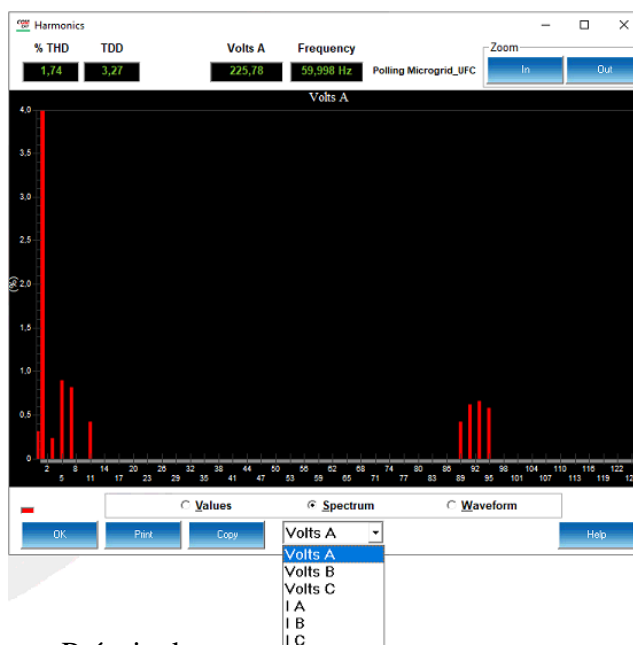 Harmonics
% THD TDD Volts A Frequency Zoom
1,74 3,27 225,78 59,998 Hz Polling Microgrid_UFC In Out
Volts A
4,0
3,5
3,0
2,5
(%)
2,0
1,5
1,0
0,5
0
2 8 14 20 26 32 38 44 50 56 62 68 74 80 86 92 98 104 110 116 122
5 11 17 23 29 35 41 47 53 59 65 71 77 83 89 95 101 107 113 119
Values Spectrum Waveform
OK Print Copy Volts A Help
Volts A
Volts B
Volts C
I A
I B
I C